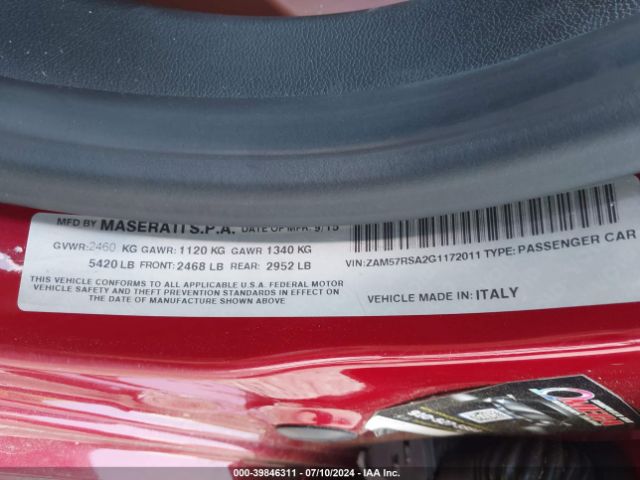 MFD BY MASERATI S.P.A. DATE OF MFR. 9/15
GVWR:2460 KG GAWR:1120 KG GAWR 1340 KG
5420 LB FRONT:2468 LB REAR: 2952 LB
THIS VEHICLE CONFORMS TO ALL APPLICABLE U.S.A. FEDERAL MOTOR
VEHICLE SAFETY AND THEFT PREVENTION STANDARDS IN EFFECT ON
THE DATE OF MANUFACTURE SHOWN ABOVE
VIN:ZAM57RSA2G1172011 TYPE: PASSENGER CAR
VEHICLE MADE IN: ITALY
000-39846311 - 07/10/2024 - IAA Inc.